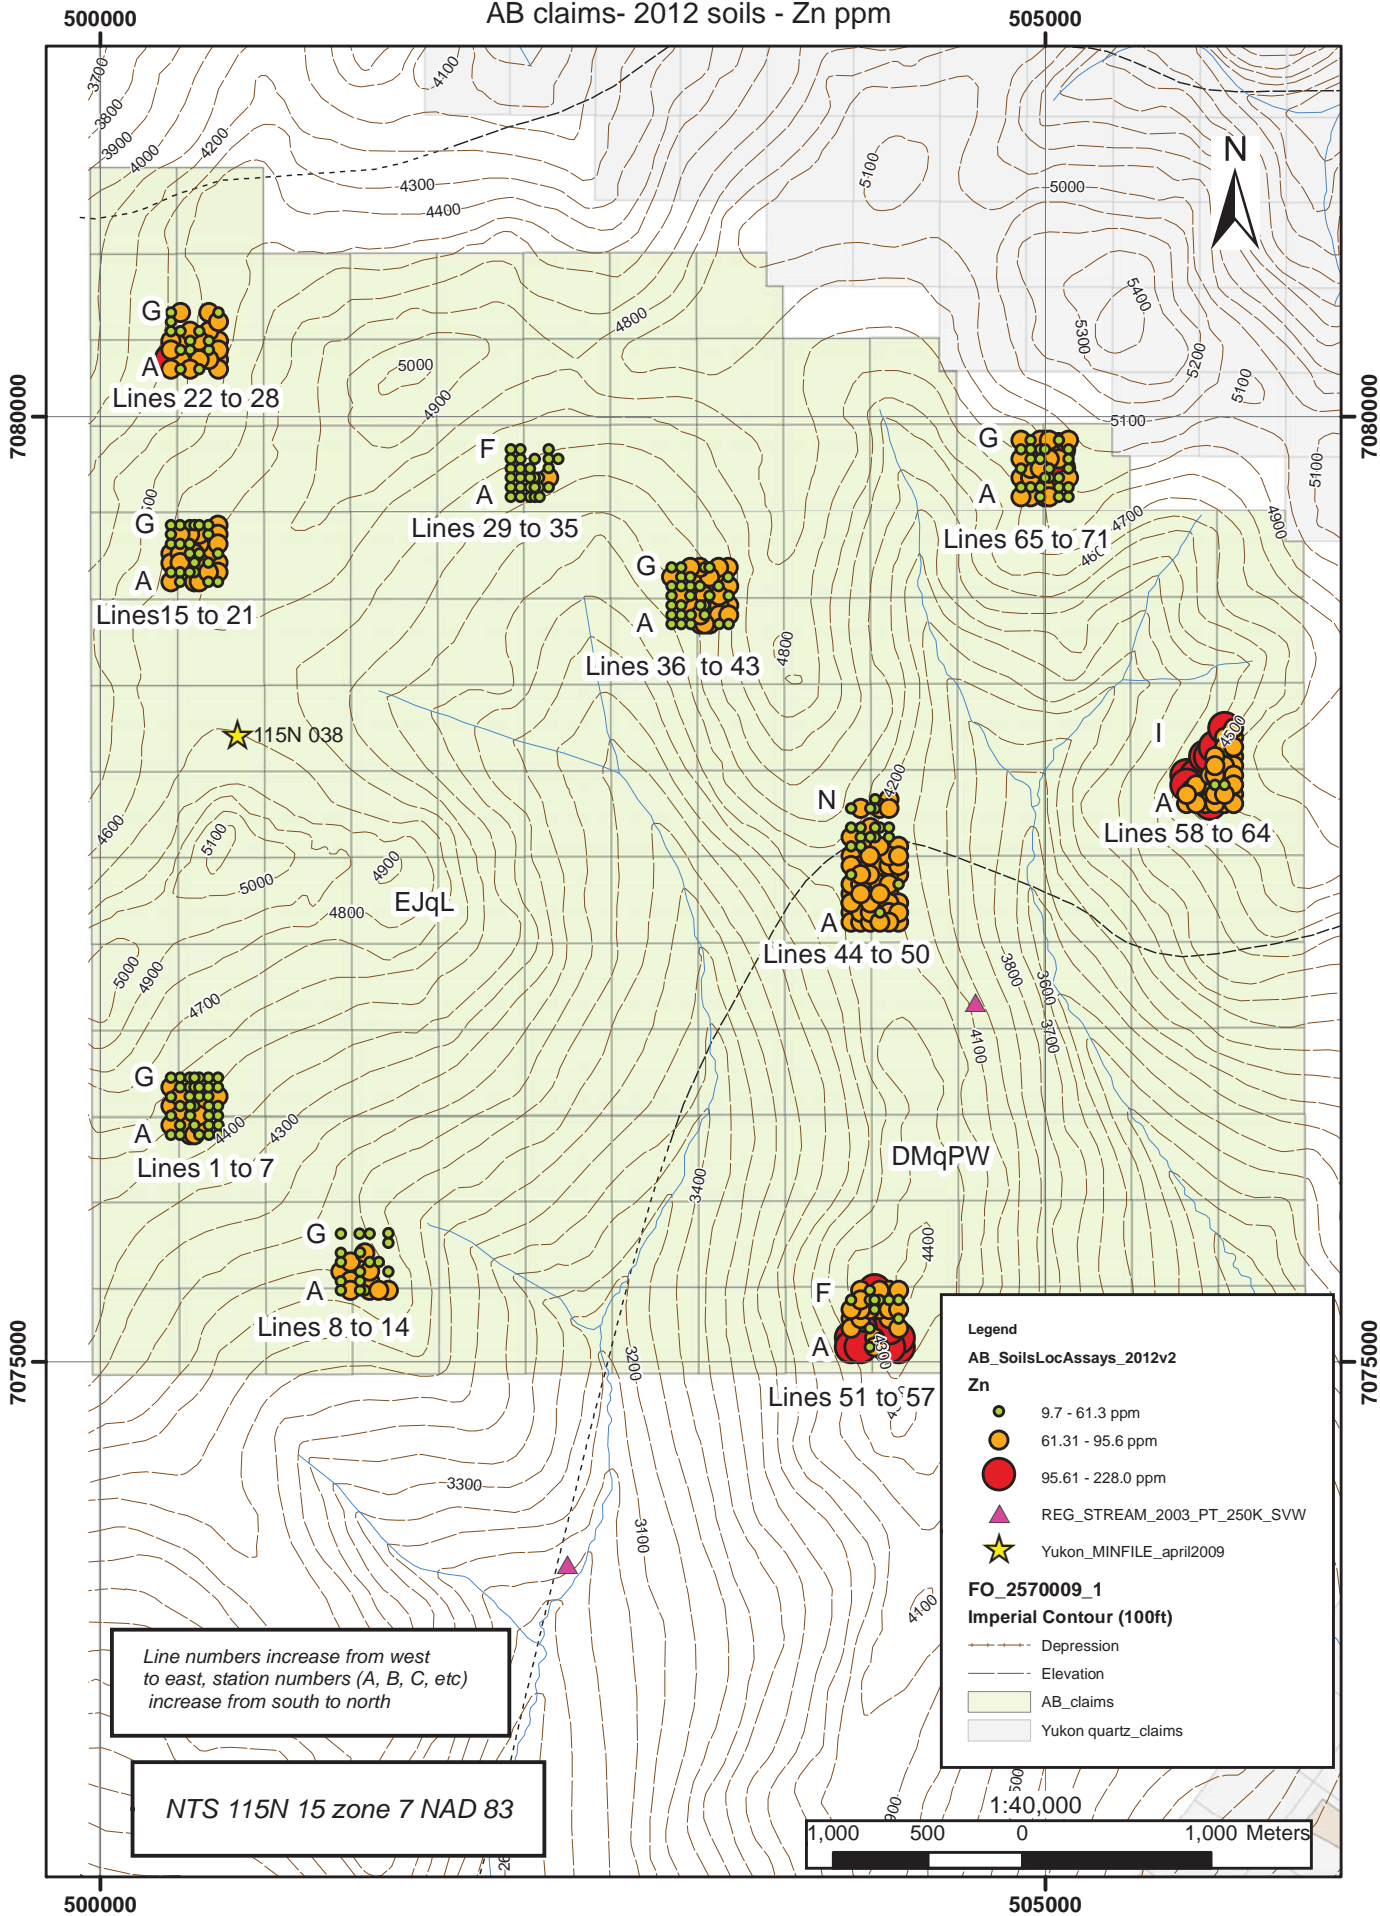 AB claims- 2012 soils - Zn ppm
500000
505000
3700
3800
3900
4000
4200
4100
4300
4400
5100
5000
N
5400
5300
5200
5100
5100
5100
4900
4800
5000
4900
7080000
7080000
G
A
Lines 22 to 28
F
A
Lines 29 to 35
G
A
Lines 65 to 71
4700
G
A
Lines15 to 21
G
A
Lines 36 to 43
4800
115N 038
I
4500
A
Lines 58 to 64
4200
N
A
Lines 44 to 50
4600
5100
5000
4900
4800
EJqL
5000
4900
4700
3800
3600
3700
4100
G
A
4400
4300
Lines 1 to 7
3400
DMqPW
4400
G
A
Lines 8 to 14
F
A
4300
Lines 51 to 57
3200
7075000
7075000
3300
3100
4100
Legend
AB_SoilsLocAssays_2012v2
Zn
9.7 - 61.3 ppm
61.31 - 95.6 ppm
95.61 - 228.0 ppm
REG_STREAM_2003_PT_250K_SVW
Yukon_MINFILE_april2009
FO_2570009_1
Imperial Contour (100ft)
Depression
Elevation
AB_claims
Yukon quartz_claims
Line numbers increase from west
to east, station numbers (A, B, C, etc)
increase from south to north
NTS 115N 15 zone 7 NAD 83
1:40,000
1,000 500 0 1,000 Meters
500000
505000